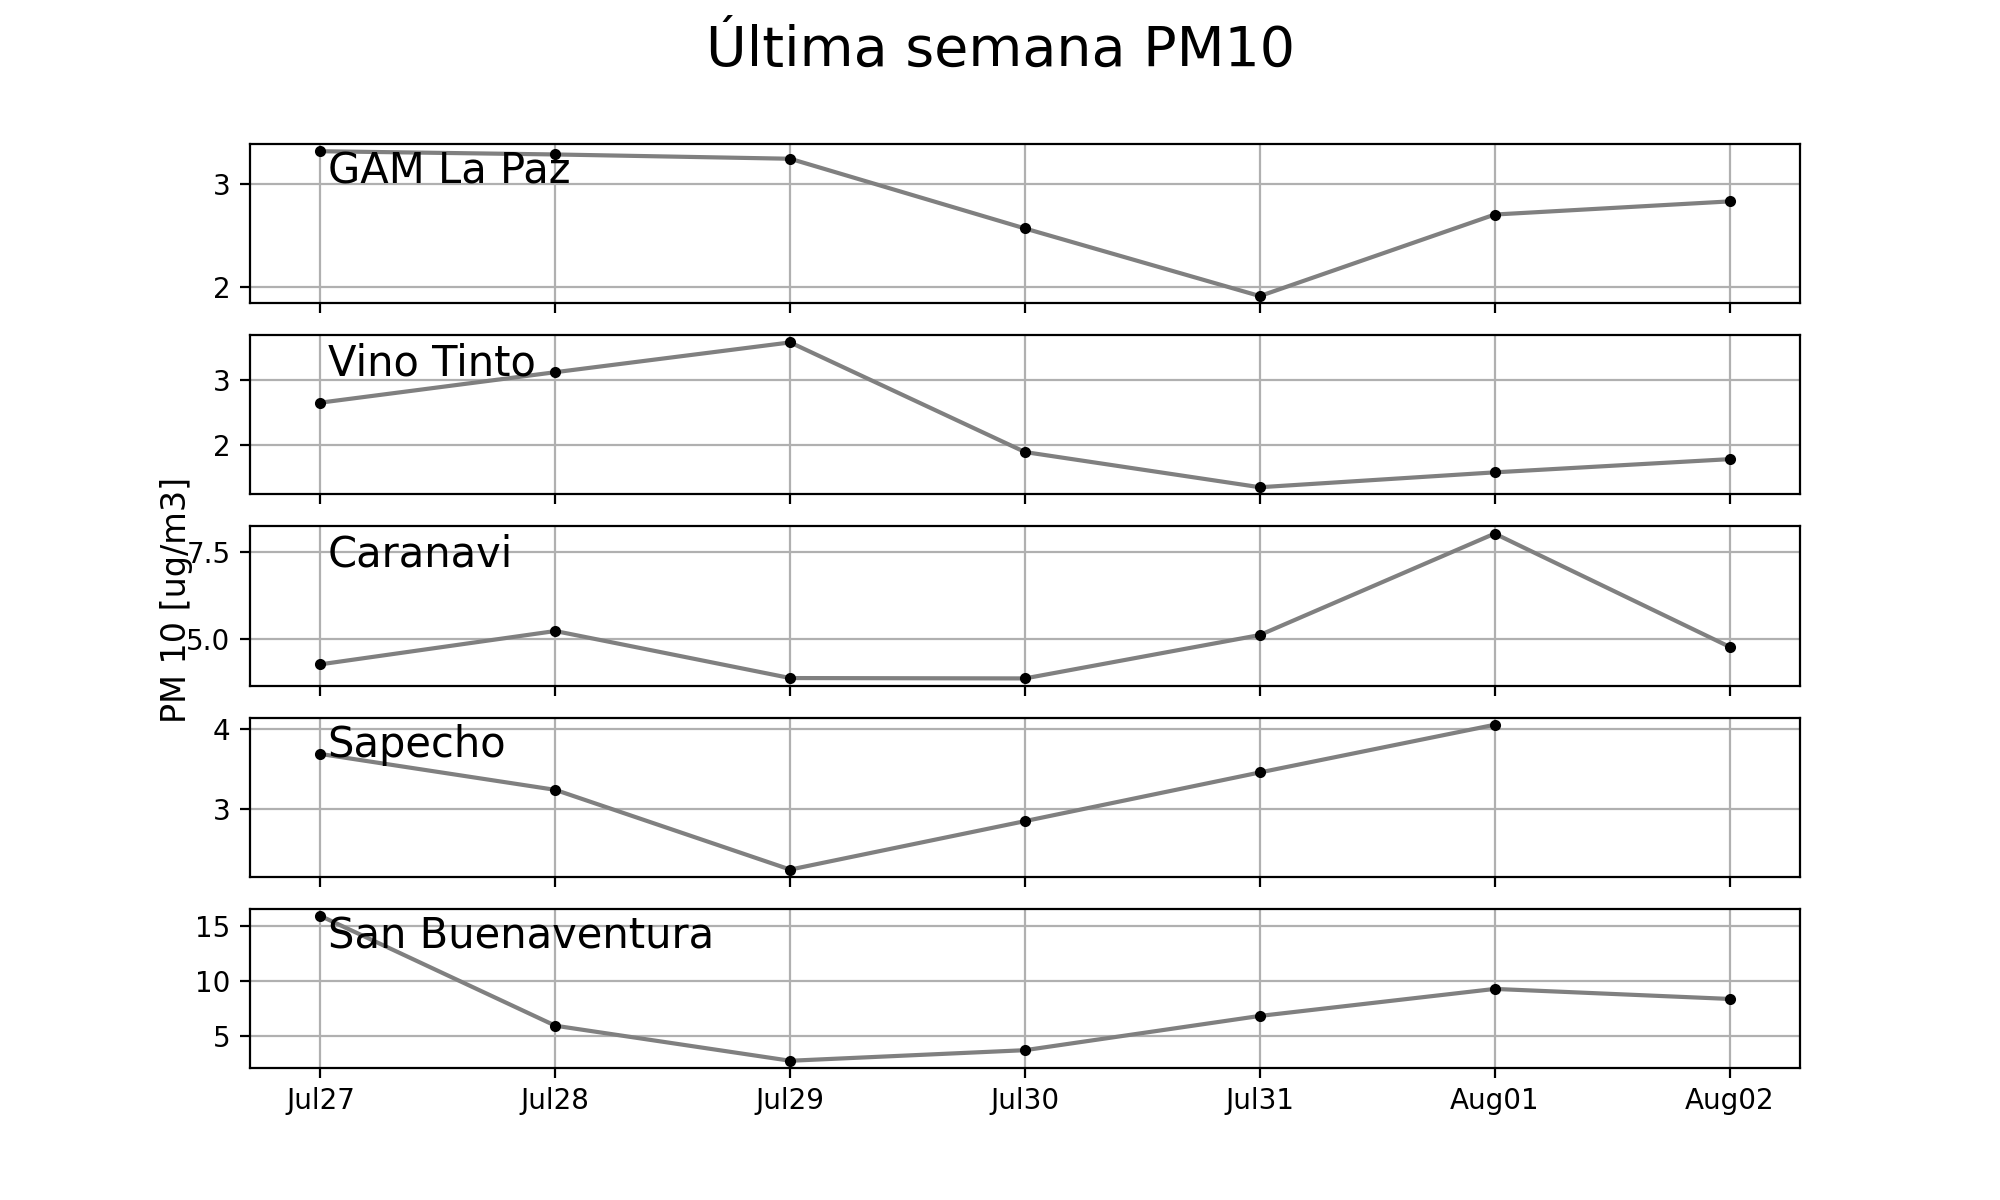 Última semana PM10
GAM La Paz
3
2
Vino Tinto
3
2
PM 10 [ug/m3]
Caranavi
7.5
5.0
Sapecho
4
3
San Buenaventura
15
10
5
Jul27 Jul28 Jul29 Jul30 Jul31 Aug01 Aug02